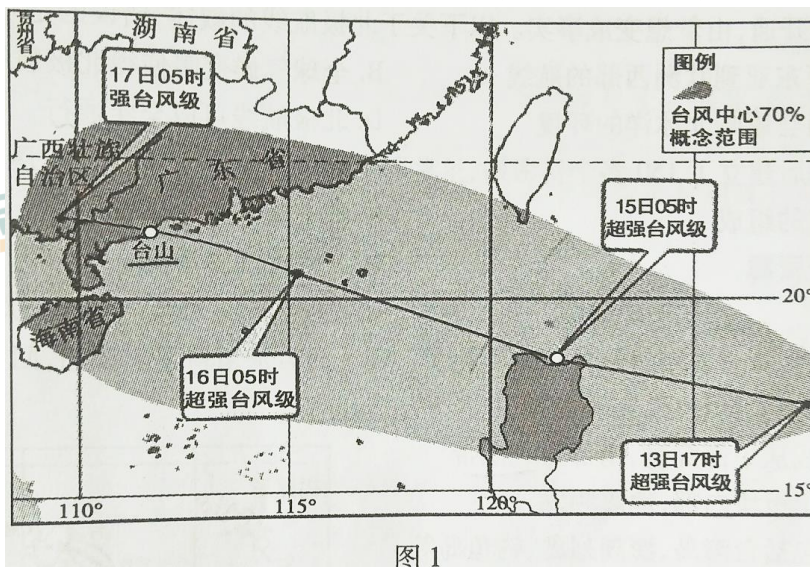 贵州省
湖南省
17日05时
强台风级
图例
台风中心70%
概念范围
广西壮族
自治区
广东省
15日05时
超强台风级
台山
20°
海南省
16日05时
超强台风级
13日17时
超强台风级
15°
110°
115°
120°
图1